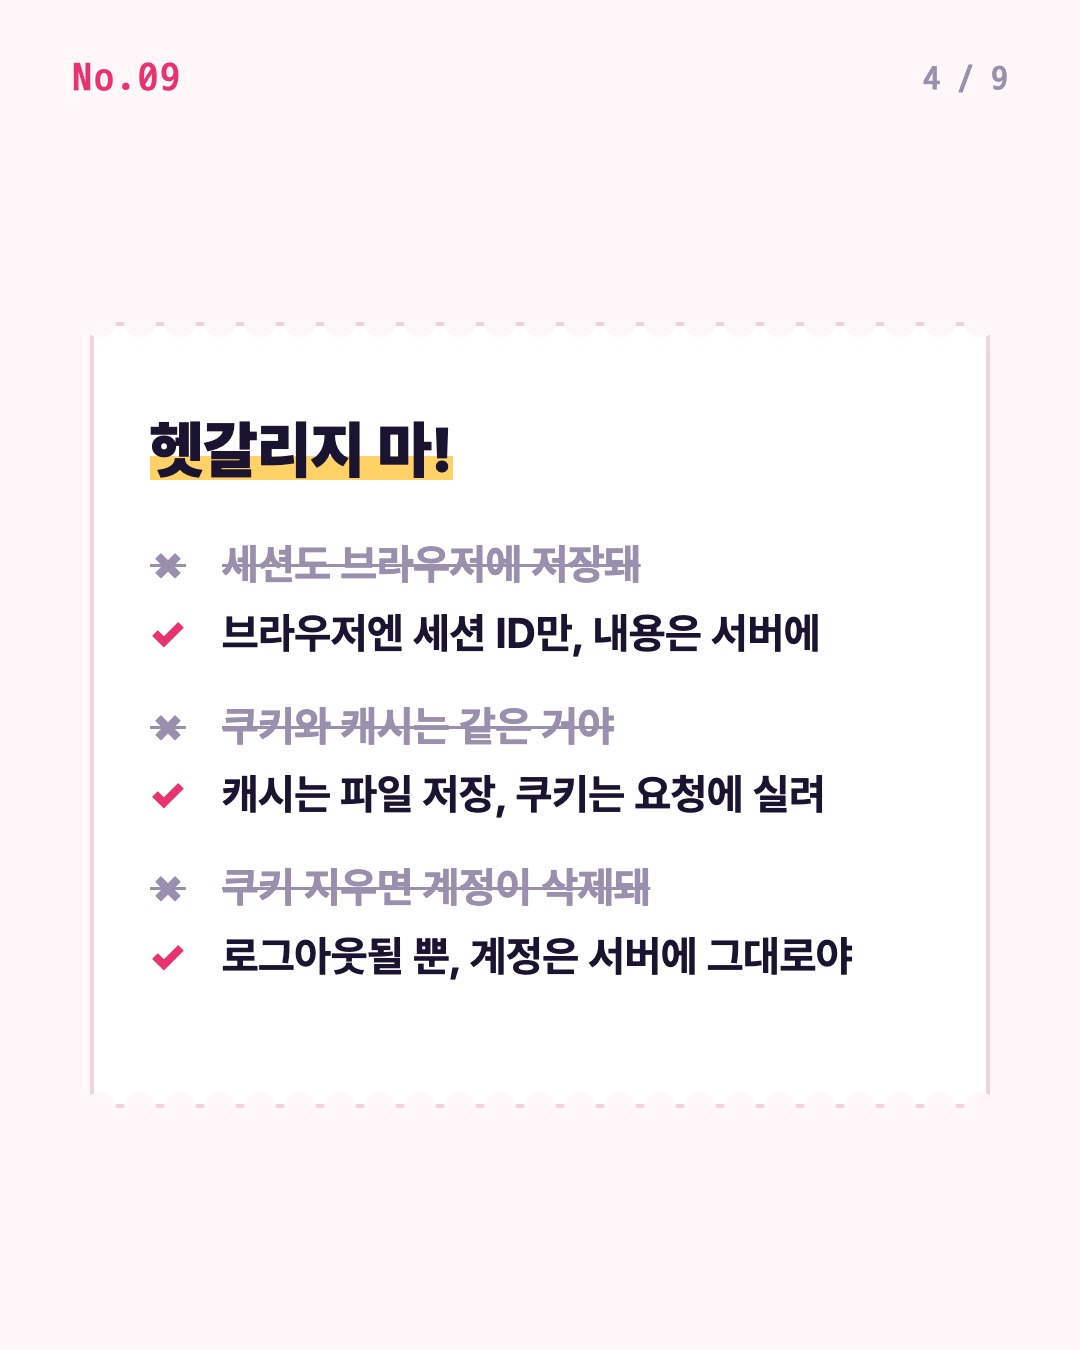 No.09
4 / 9
헷갈리지 마!
✖ 세션도 브라우저에 저장돼
✔ 브라우저엔 세션 ID만, 내용은 서버에
✖ 쿠키와 캐시는 같은 거야
✔ 캐시는 파일 저장, 쿠키는 요청에 실려
✖ 쿠키 지우면 계정이 삭제돼
✔ 로그아웃될 뿐, 계정은 서버에 그대로야